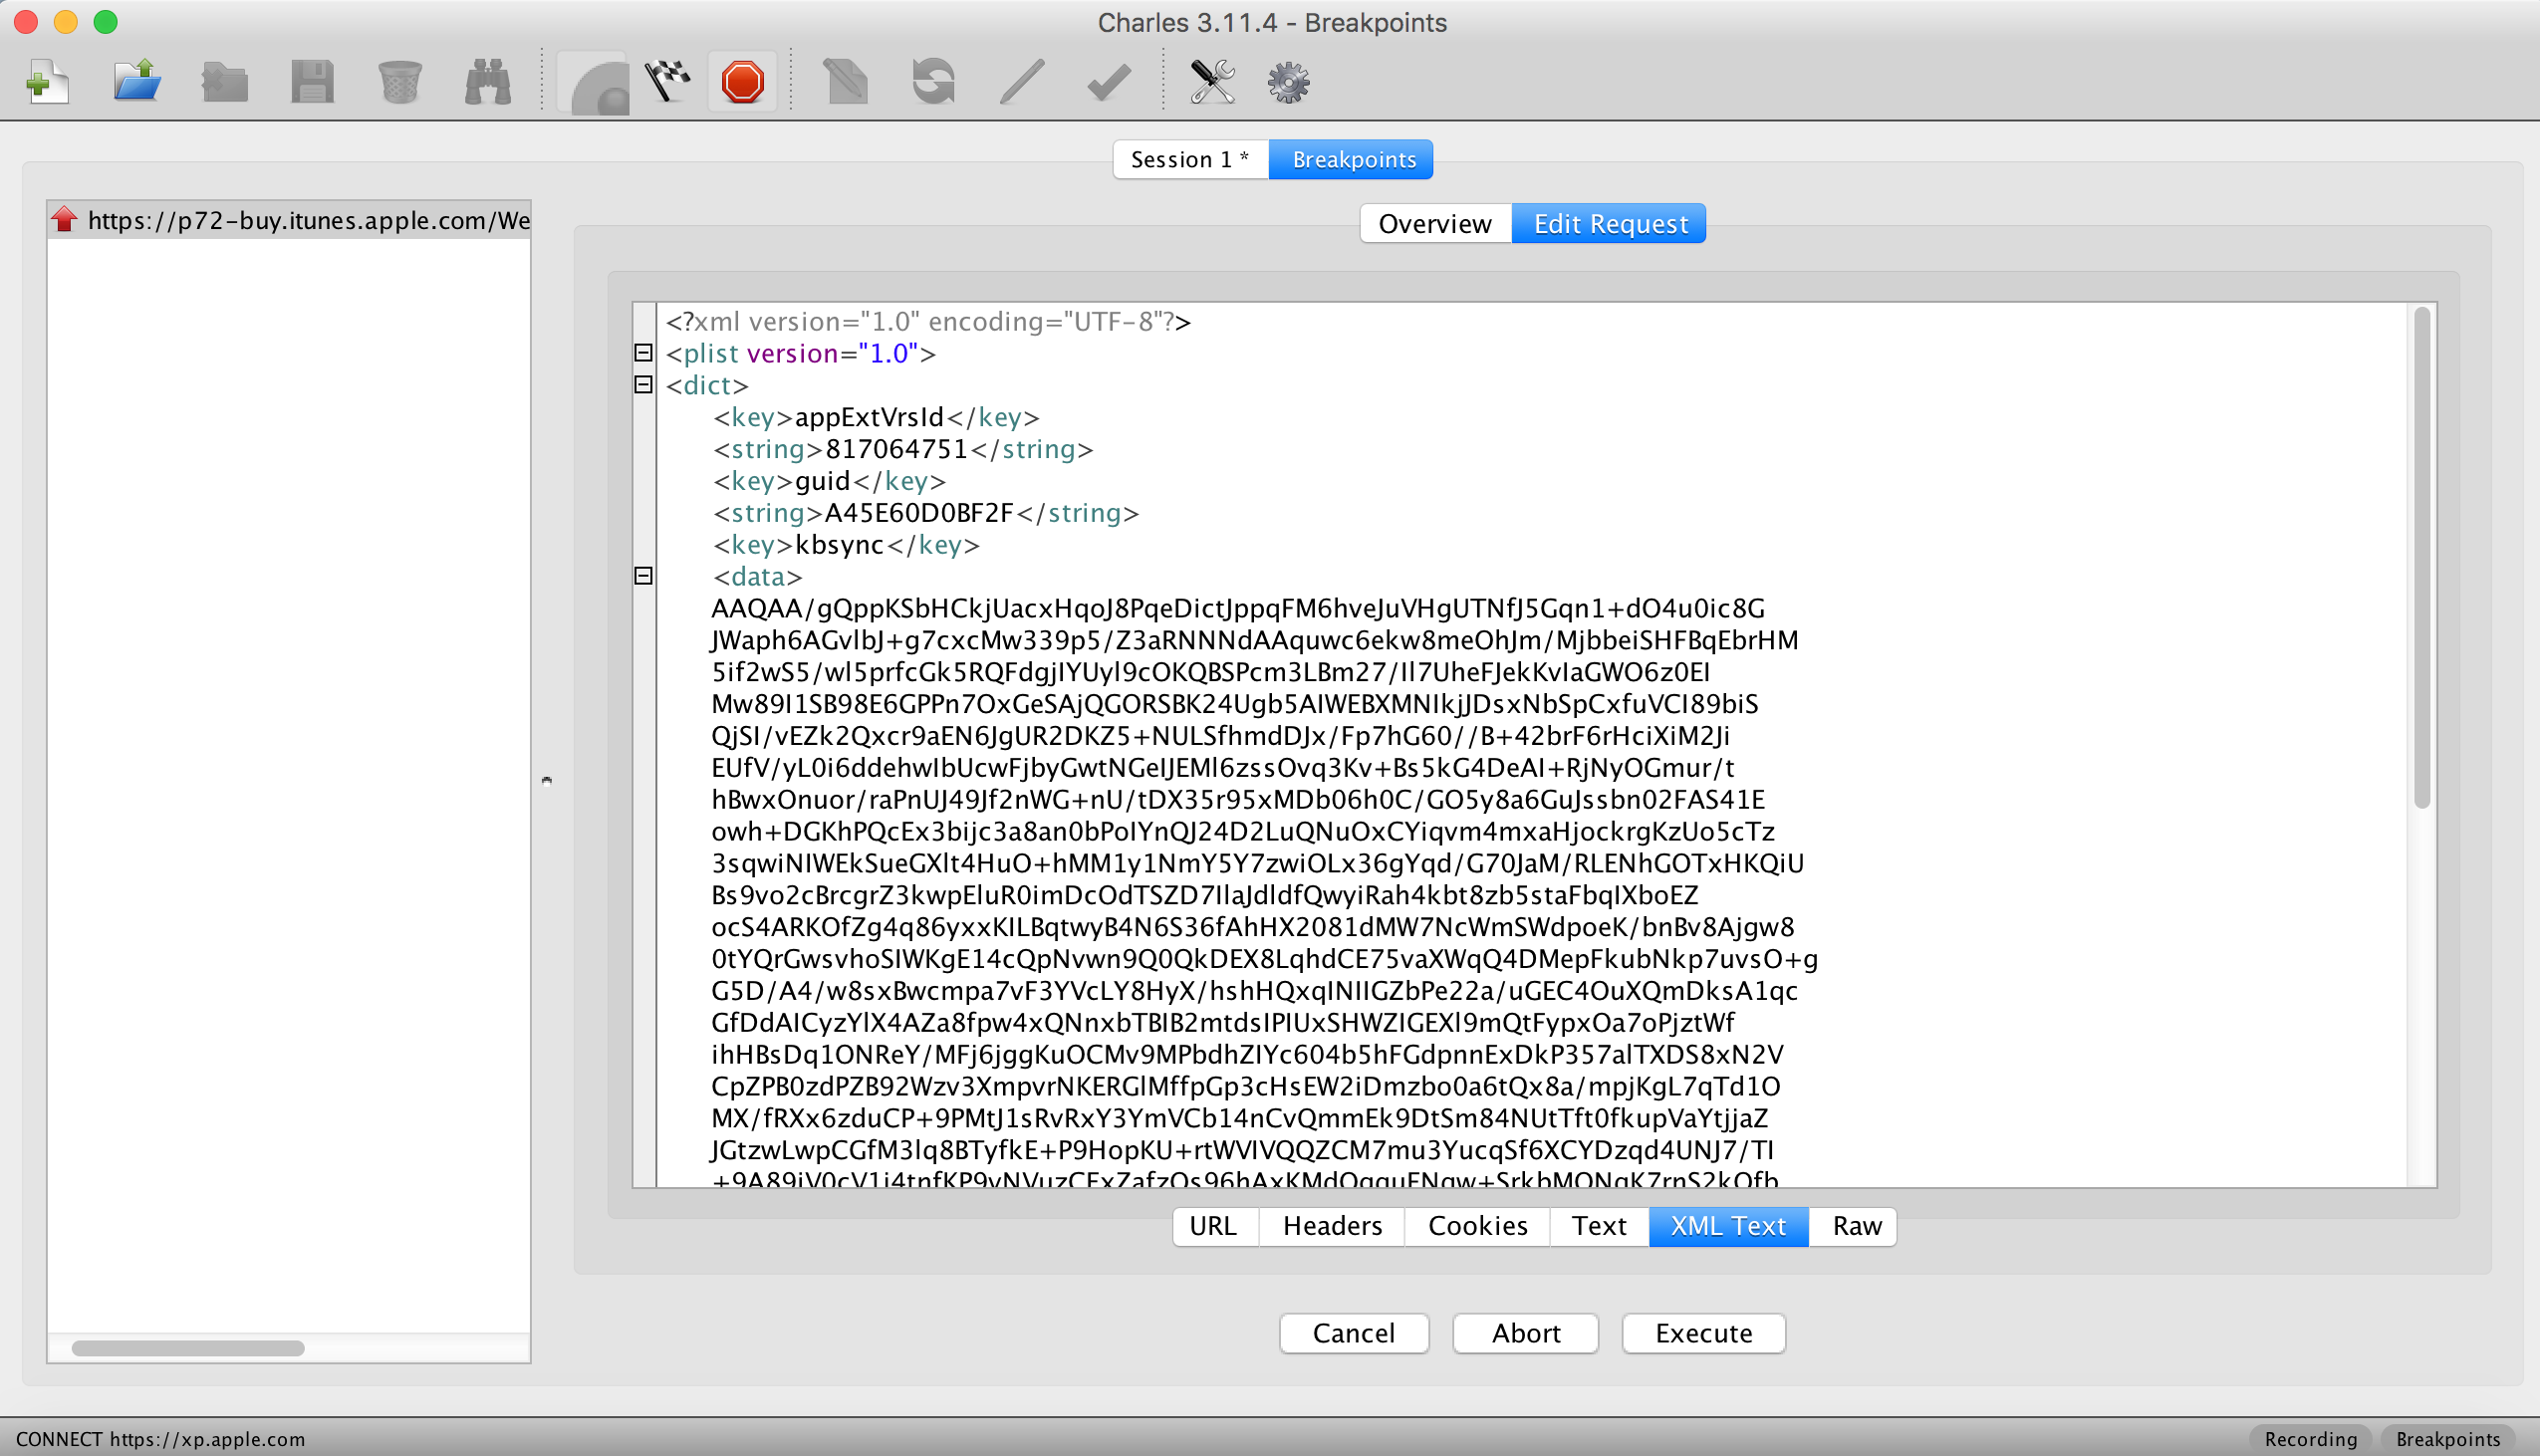 Charles 3.11.4 - Breakpoints
Session 1 *
Breakpoints
https://p72-buy.itunes.apple.com/We
Overview
Edit Request
<?xml version="1.0" encoding="UTF-8"?>
<plist version="1.0">
<dict>
<key>appExtVrsId</key>
<string>817064751</string>
<key>guid</key>
<string>A45E60D0BF2F</string>
<key>kbsync</key>
<data>
AAQAA/gQppKSbHCkjUacxHqoJ8PqeDictJppqFM6hveJuVHgUTNfJ5Gqn1+dO4u0ic8G
JWaph6AGvlbJ+g7cxcMw339p5/Z3aRNNNdAAquwc6ekw8meOhJm/MjbbeiSHFBqEbrHM
5if2wS5/wl5prfcGk5RQFdgjIYUyl9cOKQBSPcm3LBm27/Il7UheFJekKvIaGWO6z0EI
Mw89I1SB98E6GPPn7OxGeSAjQGORSBK24Ugb5AIWEBXMNIkjJDsxNbSpCxfuVCI89biS
QjSl/vEZk2Qxcr9aEN6JgUR2DKZ5+NULSfhmdDJx/Fp7hG60//B+42brF6rHciXiM2Ji
EUfV/yL0i6ddehwIbUcwFjbyGwtNGeIJEMl6zssOvq3Kv+Bs5kG4DeAI+RjNyOGmur/t
hBwxOnuor/raPnUJ49Jf2nWG+nU/tDX35r95xMDb06h0C/GO5y8a6GuJssbn02FAS41E
owh+DGKhPQcEx3bijc3a8an0bPoIYnQJ24D2LuQNuOxCYiqvm4mxaHjockrgKzUo5cTz
3sqwiNIWEkSueGXlt4HuO+hMM1y1NmY5Y7zwiOLx36gYqd/G70JaM/RLENhGOTxHKQiU
Bs9vo2cBrcgrZ3kwpEluR0imDcOdTSZD7IlaJdldfQwyiRah4kbt8zb5staFbqIXboEZ
ocS4ARKOfZg4q86yxxKILBqtwyB4N6S36fAhHX2081dMW7NcWmSWdpoeK/bnBv8Ajgw8
0tYQrGwsvhoSIWKgE14cQpNvwn9Q0QkDEX8LqhdCE75vaXWqQ4DMepFkubNkp7uvsO+g
G5D/A4/w8sxBwcmpa7vF3YVcLY8HyX/hshHQxqINIIGZbPe22a/uGEC4OuXQmDksA1qc
GfDdAICyzYlX4AZa8fpw4xQNnxbTBIB2mtdsIPIUxSHWZIGEXl9mQtFypxOa7oPjztWf
ihHBsDq1ONReY/MFj6jggKuOCMv9MPbdhZIYc604b5hFGdpnnExDkP357alTXDS8xN2V
CpZPB0zdPZB92Wzv3XmpvrNKERGlMffpGp3cHsEW2iDmzbo0a6tQx8a/mpjKgL7qTd1O
MX/fRXx6zduCP+9PMtJ1sRvRxY3YmVCb14nCvQmmEk9DtSm84NUtTft0fkupVaYtjjaZ
JGtzwLwpCGfM3lq8BTyfkE+P9HopKU+rtWVIVQQZCM7mu3YucqSf6XCYDzqd4UNJ7/TI
URL
Headers
Cookies
Text
XML Text
Raw
Cancel
Abort
Execute
CONNECT https://xp.apple.com
Recording
Breakpoints